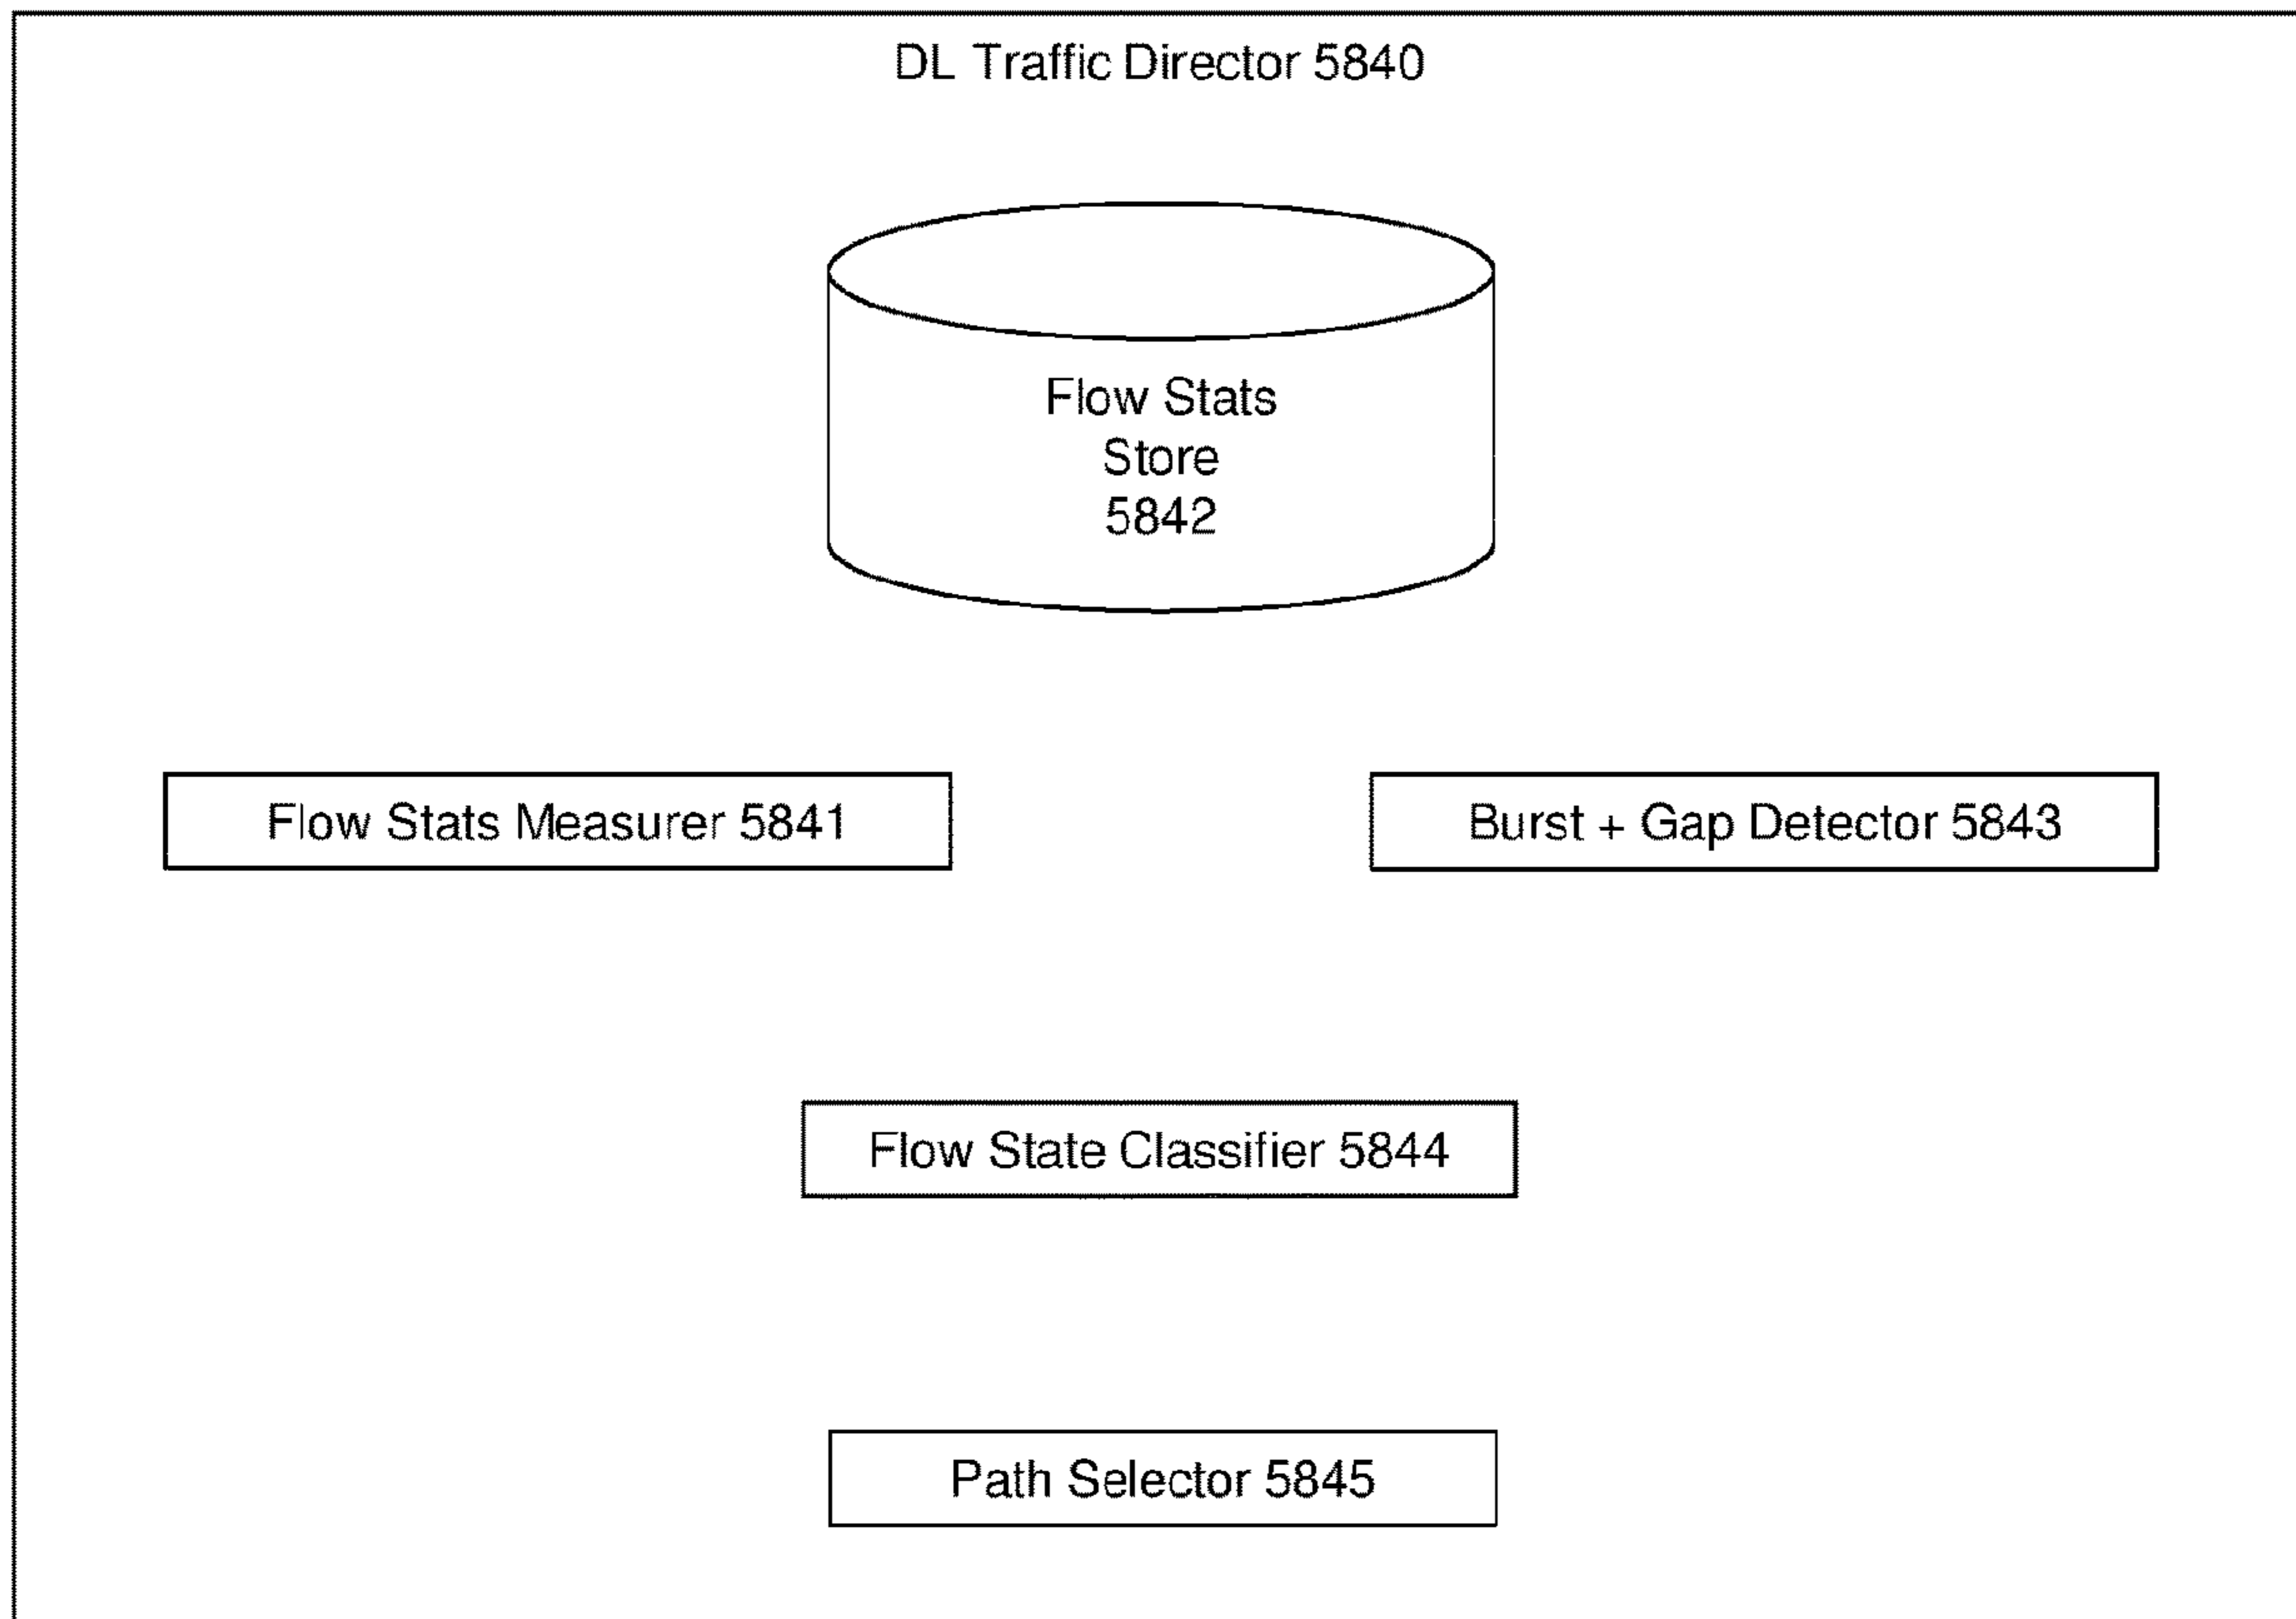 DL Traffic Director 5840
Flow Stats
Store
5842
Flow Stats Measurer 5841
Burst + Gap Detector 5843
Flow State Classifier 5844
Path Selector 5845